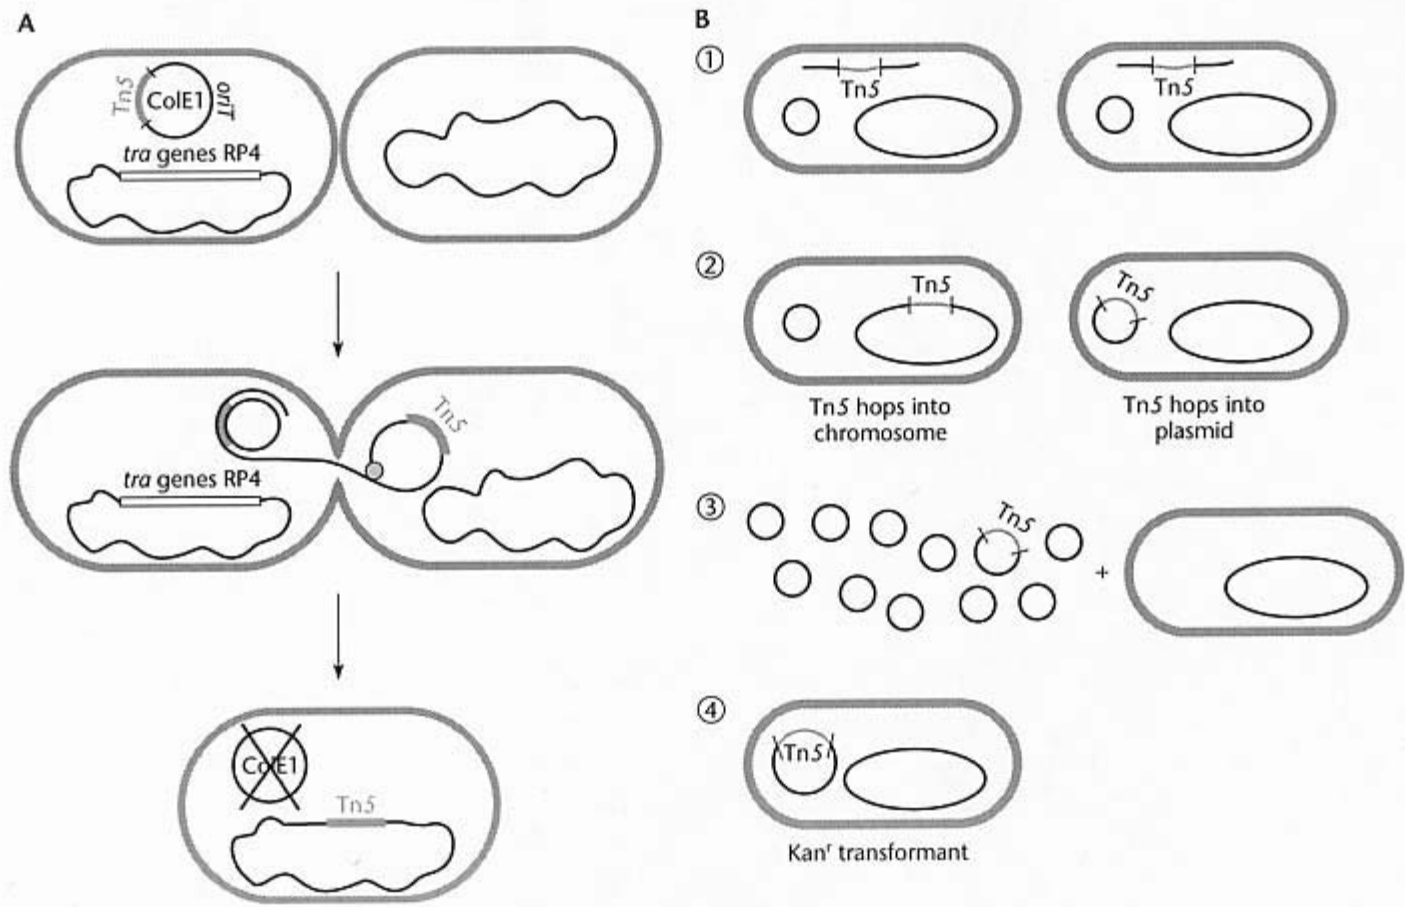 A
Tn5
ColE1
oriT
tra genes RP4
tra genes RP4
Tn5
ColE1
Tn5
B
①
Tn5
Tn5
②
Tn5
Tn5
Tn5 hops into
chromosome
Tn5 hops into
plasmid
③
Tn5
+
④
Tn5
Kanʳ transformant